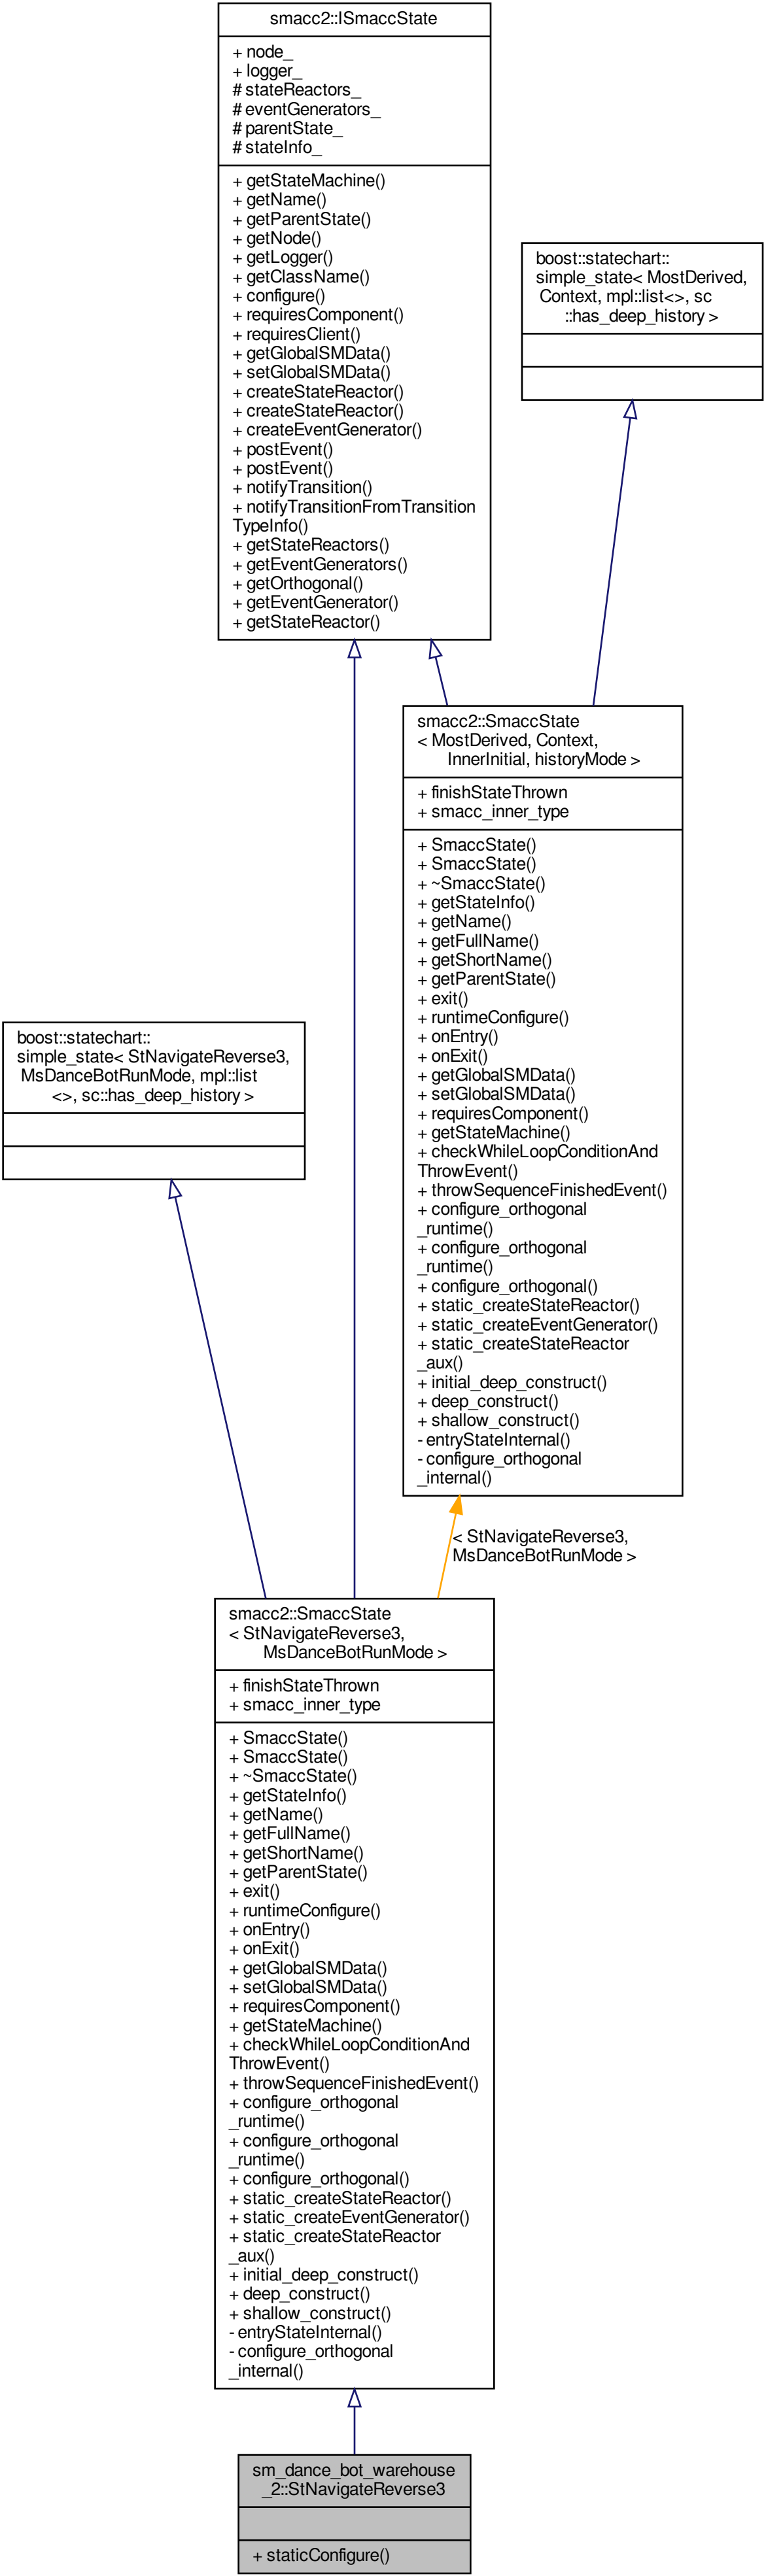 smacc2::ISmaccState
+ node_
+ logger_
# stateReactors_
# eventGenerators_
# parentState_
# stateInfo_
+ getStateMachine()
+ getName()
+ getParentState()
+ getNode()
+ getLogger()
+ getClassName()
+ configure()
+ requiresComponent()
+ requiresClient()
+ getGlobalSMData()
+ setGlobalSMData()
+ createStateReactor()
+ createStateReactor()
+ createEventGenerator()
+ postEvent()
+ postEvent()
+ notifyTransition()
+ notifyTransitionFromTransition
TypeInfo()
+ getStateReactors()
+ getEventGenerators()
+ getOrthogonal()
+ getEventGenerator()
+ getStateReactor()
boost::statechart::
simple_state< MostDerived,
Context, mpl::list<>, sc
::has_deep_history >
smacc2::SmaccState
< MostDerived, Context,
InnerInitial, historyMode >
+ finishStateThrown
+ smacc_inner_type
+ SmaccState()
+ SmaccState()
+ ~SmaccState()
+ getStateInfo()
+ getName()
+ getFullName()
+ getShortName()
+ getParentState()
+ exit()
+ runtimeConfigure()
+ onEntry()
+ onExit()
+ getGlobalSMData()
+ setGlobalSMData()
+ requiresComponent()
+ getStateMachine()
+ checkWhileLoopConditionAnd
ThrowEvent()
+ throwSequenceFinishedEvent()
+ configure_orthogonal
_runtime()
+ configure_orthogonal
_runtime()
+ configure_orthogonal()
+ static_createStateReactor()
+ static_createEventGenerator()
+ static_createStateReactor
_aux()
+ initial_deep_construct()
+ deep_construct()
+ shallow_construct()
- entryStateInternal()
- configure_orthogonal
_internal()
boost::statechart::
simple_state< StNavigateReverse3,
MsDanceBotRunMode, mpl::list
<>, sc::has_deep_history >
< StNavigateReverse3,
MsDanceBotRunMode >
smacc2::SmaccState
< StNavigateReverse3,
MsDanceBotRunMode >
+ finishStateThrown
+ smacc_inner_type
+ SmaccState()
+ SmaccState()
+ ~SmaccState()
+ getStateInfo()
+ getName()
+ getFullName()
+ getShortName()
+ getParentState()
+ exit()
+ runtimeConfigure()
+ onEntry()
+ onExit()
+ getGlobalSMData()
+ setGlobalSMData()
+ requiresComponent()
+ getStateMachine()
+ checkWhileLoopConditionAnd
ThrowEvent()
+ throwSequenceFinishedEvent()
+ configure_orthogonal
_runtime()
+ configure_orthogonal
_runtime()
+ configure_orthogonal()
+ static_createStateReactor()
+ static_createEventGenerator()
+ static_createStateReactor
_aux()
+ initial_deep_construct()
+ deep_construct()
+ shallow_construct()
- entryStateInternal()
- configure_orthogonal
_internal()
sm_dance_bot_warehouse
_2::StNavigateReverse3
+ staticConfigure()